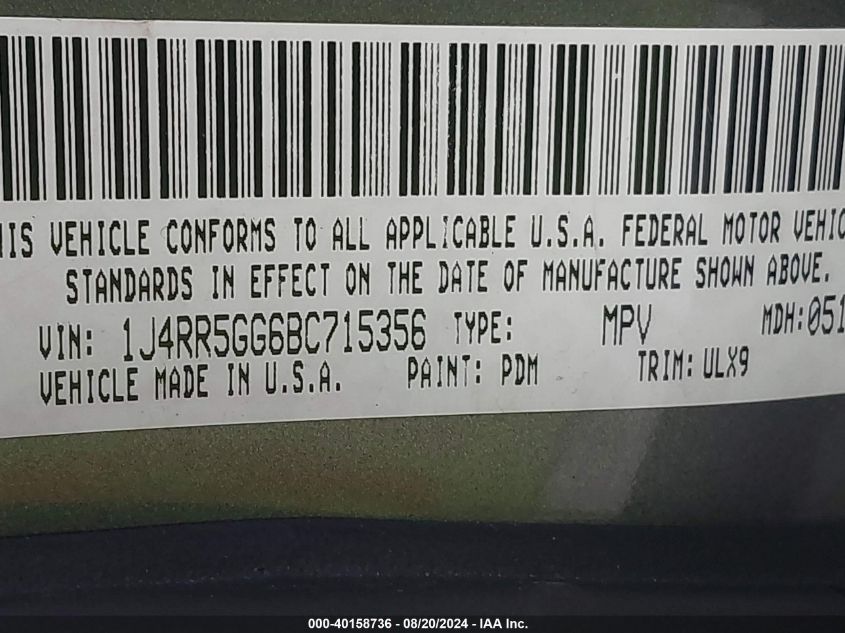 HIS VEHICLE CONFORMS TO ALL APPLICABLE U.S.A. FEDERAL MOTOR VEHIC
STANDARDS IN EFFECT ON THE DATE OF MANUFACTURE SHOWN ABOVE.
VIN: 1J4RR5GG6BC715356 TYPE: MPV MDH:051
VEHICLE MADE IN U.S.A. PAINT: PDM TRIM: ULX9
000-40158736 - 08/20/2024 - IAA Inc.